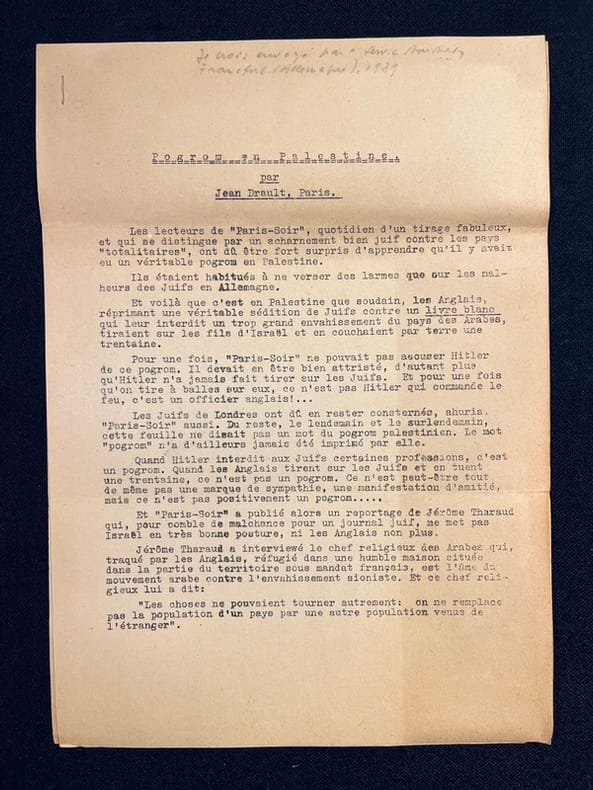 Je crois envoyé par
1939
Pogrom en Palestine.
par
Jean Drault, Paris.
Les lecteurs de "Paris-Soir", quotidien d'un tirage fabuleux,
et qui se distingue par un acharnement bien juif contre les pays
"totalitaires", ont dû être fort surpris d'apprendre qu'il y avait
eu un véritable pogrom en Palestine.
Ils étaient habitués à ne verser des larmes que sur les mal-
heurs des Juifs en Allemagne.
Et voilà que c'est en Palestine que soudain, les Anglais,
réprimant une véritable sédition de Juifs contre un livre blanc
qui leur interdit un trop grand envahissement du pays des Arabes,
tiraient sur les fils d'Israël et en couchaient par terre une
trentaine.
Pour une fois, "Paris-Soir" ne pouvait pas accuser Hitler
de ce pogrom. Il devait en être bien attristé, d'autant plus
qu'Hitler n'a jamais fait tirer sur les Juifs. Et pour une fois
qu'on tire à balles sur eux, ce n'est pas Hitler qui commande le
feu, c'est un officier anglais!...
Les Juifs de Londres ont dû en rester consternés, ahuris.
"Paris-Soir" aussi. Du reste, le lendemain et le surlendemain,
cette feuille ne disait pas un mot du pogrom palestinien. Le mot
"pogrom" n'a d'ailleurs jamais été imprimé par elle.
Quand Hitler interdit aux Juifs certaines professions, c'est
un pogrom. Quand les Anglais tirent sur les Juifs et en tuent
une trentaine, ce n'est pas un pogrom. Ce n'est peut-être tout
de même pas une marque de sympathie, une manifestation d'amitié,
mais ce n'est pas positivement un pogrom.....
Et "Paris-Soir" a publié alors un reportage de Jérôme Tharaud
qui, pour comble de malchance pour un journal juif, ne met pas
Israël en très bonne posture, ni les Anglais non plus.
Jérôme Tharaud a interviewé le chef religieux des Arabes qui,
traqué par les Anglais, réfugié dans une humble maison située
dans la partie du territoire sous mandat français, est l'âme du
mouvement arabe contre l'envahissement sioniste. Et ce chef reli-
gieux lui a dit:
"Les choses ne pouvaient tourner autrement: on ne remplace
pas la population d'un pays par une autre population venue de
l'étranger".